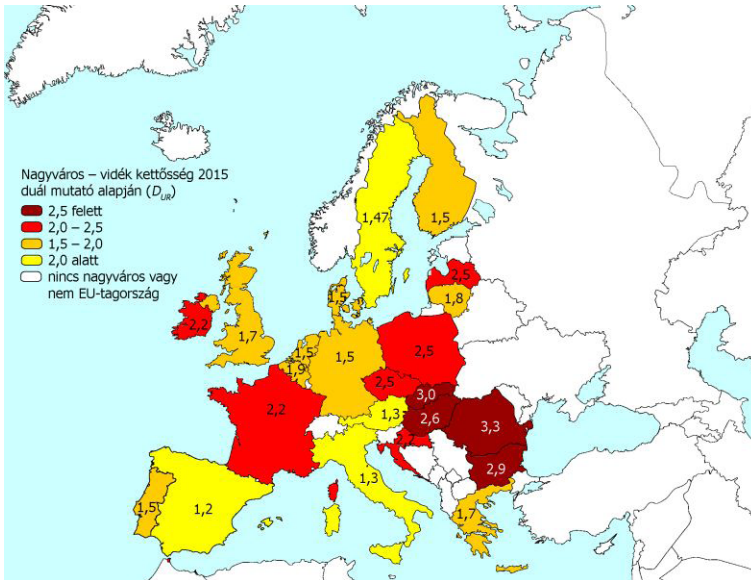 Nagyváros – vidék kettősség 2015
duál mutató alapján (D_UR)
2,5 felett
2,0 – 2,5
1,5 – 2,0
2,0 alatt
nincs nagyváros vagy
nem EU-tagország
1,47
1,5
2,5
1,8
1,5
2,2
1,7
1,5
1,9
1,5
2,5
2,5
3,0
2,2
1,3
2,6
3,3
2,9
1,3
1,2
1,5
1,7